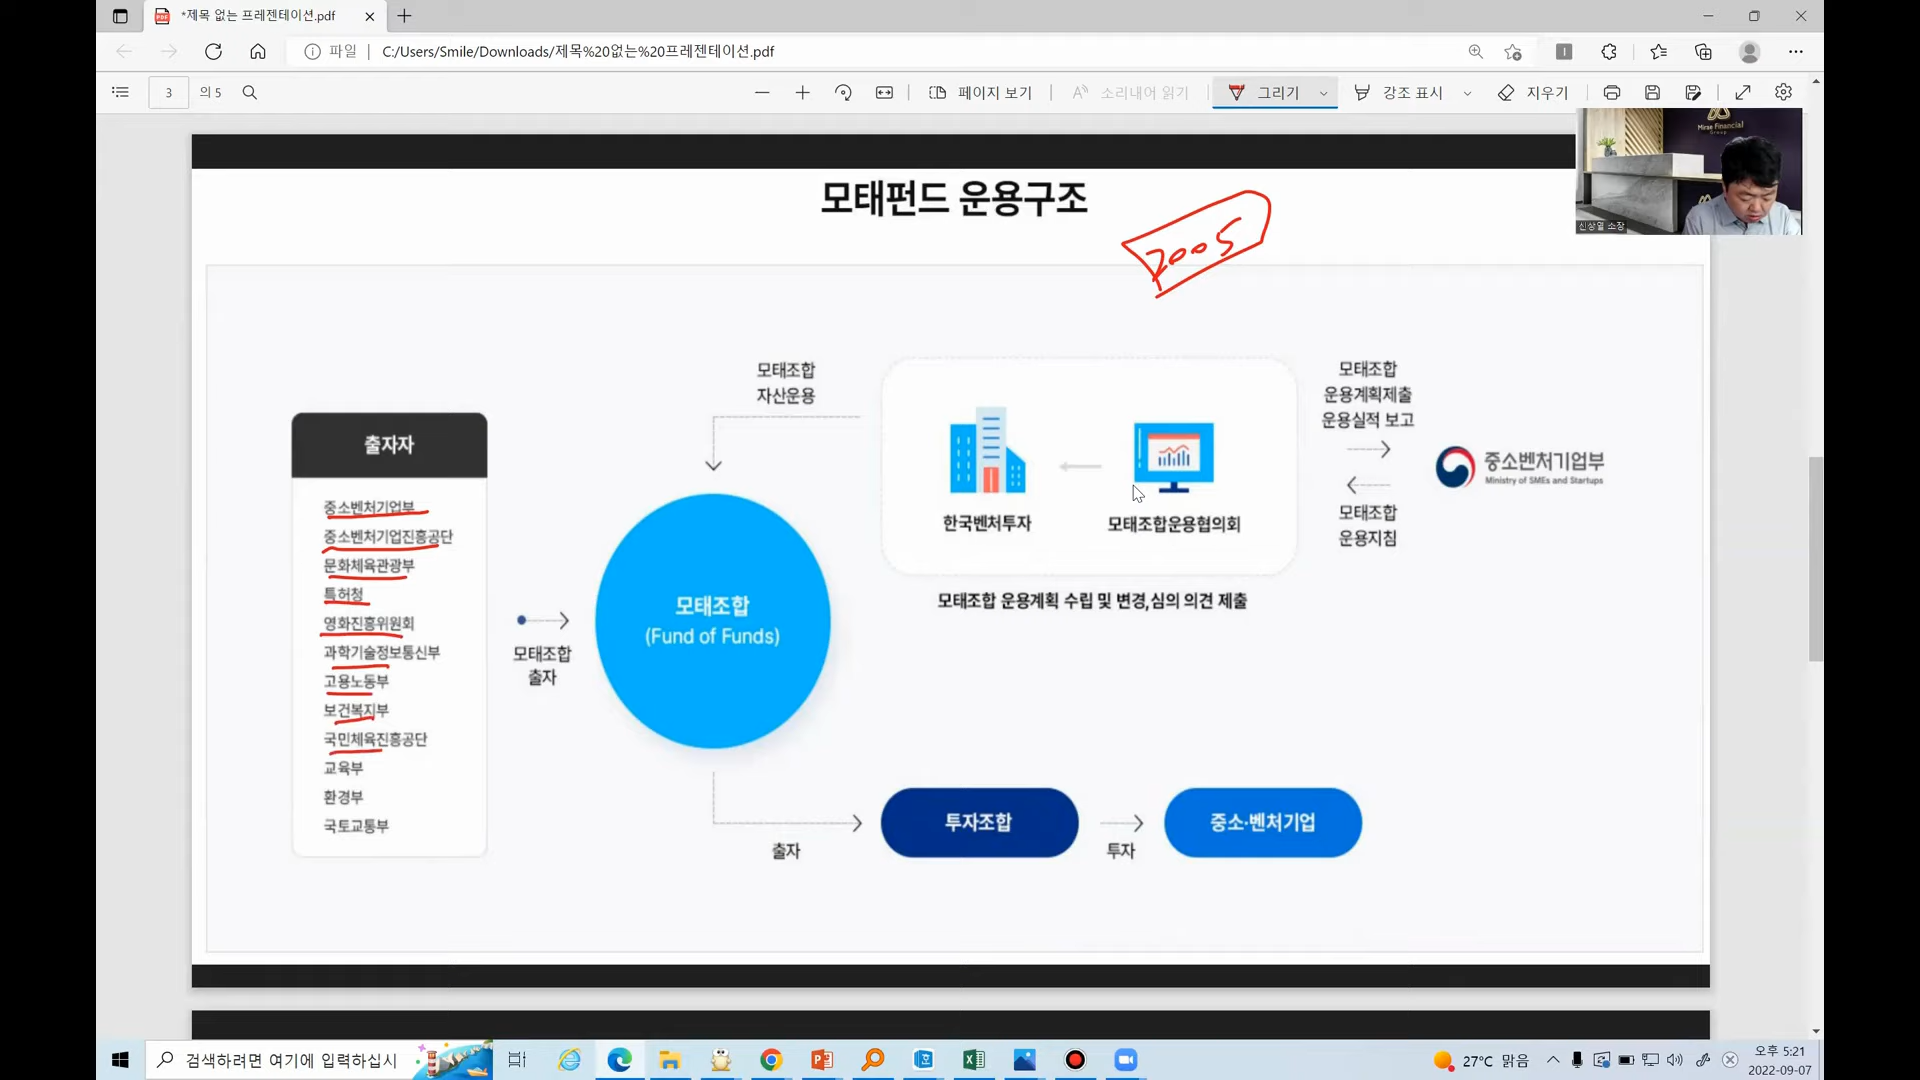 *제목 없는 프레젠테이션.pdf
파일
C:/Users/Smile/Downloads/제목%20없는%20프레젠테이션.pdf
3 의 5
페이지 보기
소리내어 읽기
그리기
강조 표시
지우기
Mirae Financial
Group
신상열 소장
모태펀드 운용구조
2005
출자자
중소벤처기업부
중소벤처기업진흥공단
문화체육관광부
특허청
영화진흥위원회
과학기술정보통신부
고용노동부
보건복지부
국민체육진흥공단
교육부
환경부
국토교통부
모태조합
출자
모태조합
(Fund of Funds)
모태조합
자산운용
한국벤처투자
모태조합운용협의회
모태조합 운용계획 수립 및 변경,심의 의견 제출
모태조합
운용계획제출
운용실적 보고
중소벤처기업부
Ministry of SMEs and Startups
모태조합
운용지침
출자
투자조합
투자
중소·벤처기업
검색하려면 여기에 입력하십시
27°C 맑음
오후 5:21
2022-09-07